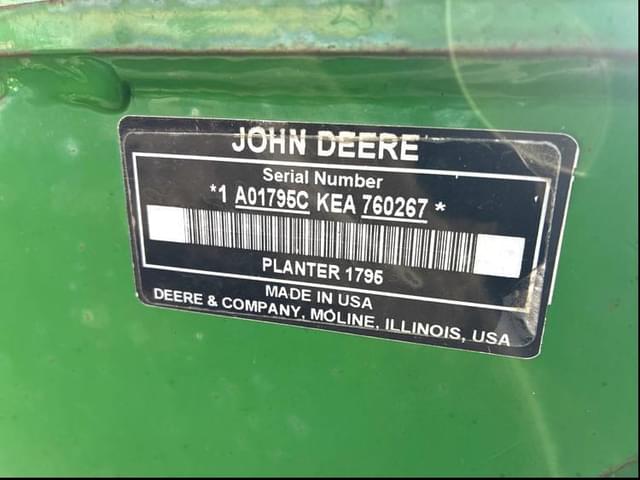 JOHN DEERE
Serial Number
*1 A01795C KEA 760267 *
PLANTER 1795
MADE IN USA
DEERE & COMPANY, MOLINE, ILLINOIS, USA